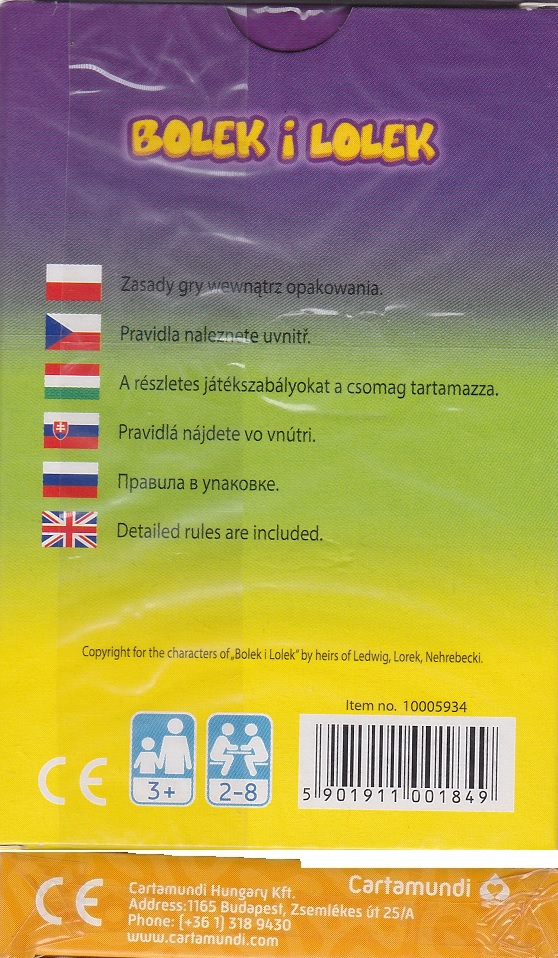 BOLEK i LOLEK
Zasady gry wewnątrz opakowania.
Pravidla naleznete uvnitř.
A részletes játékszabályokat a csomag tartamazza.
Pravidlá nájdete vo vnútri.
Правила в упаковке.
Detailed rules are included.
Copyright for the characters of „Bolek i Lolek" by heirs of Ledwig, Lorek, Nehrebecki.
Item no. 10005934
CE
3+
2-8
5 901911 001849
CE
Cartamundi
Cartamundi Hungary Kft.
Address:1165 Budapest, Zsemlékes út 25/A
Phone: (+36 1) 318 9430
www.cartamundi.com